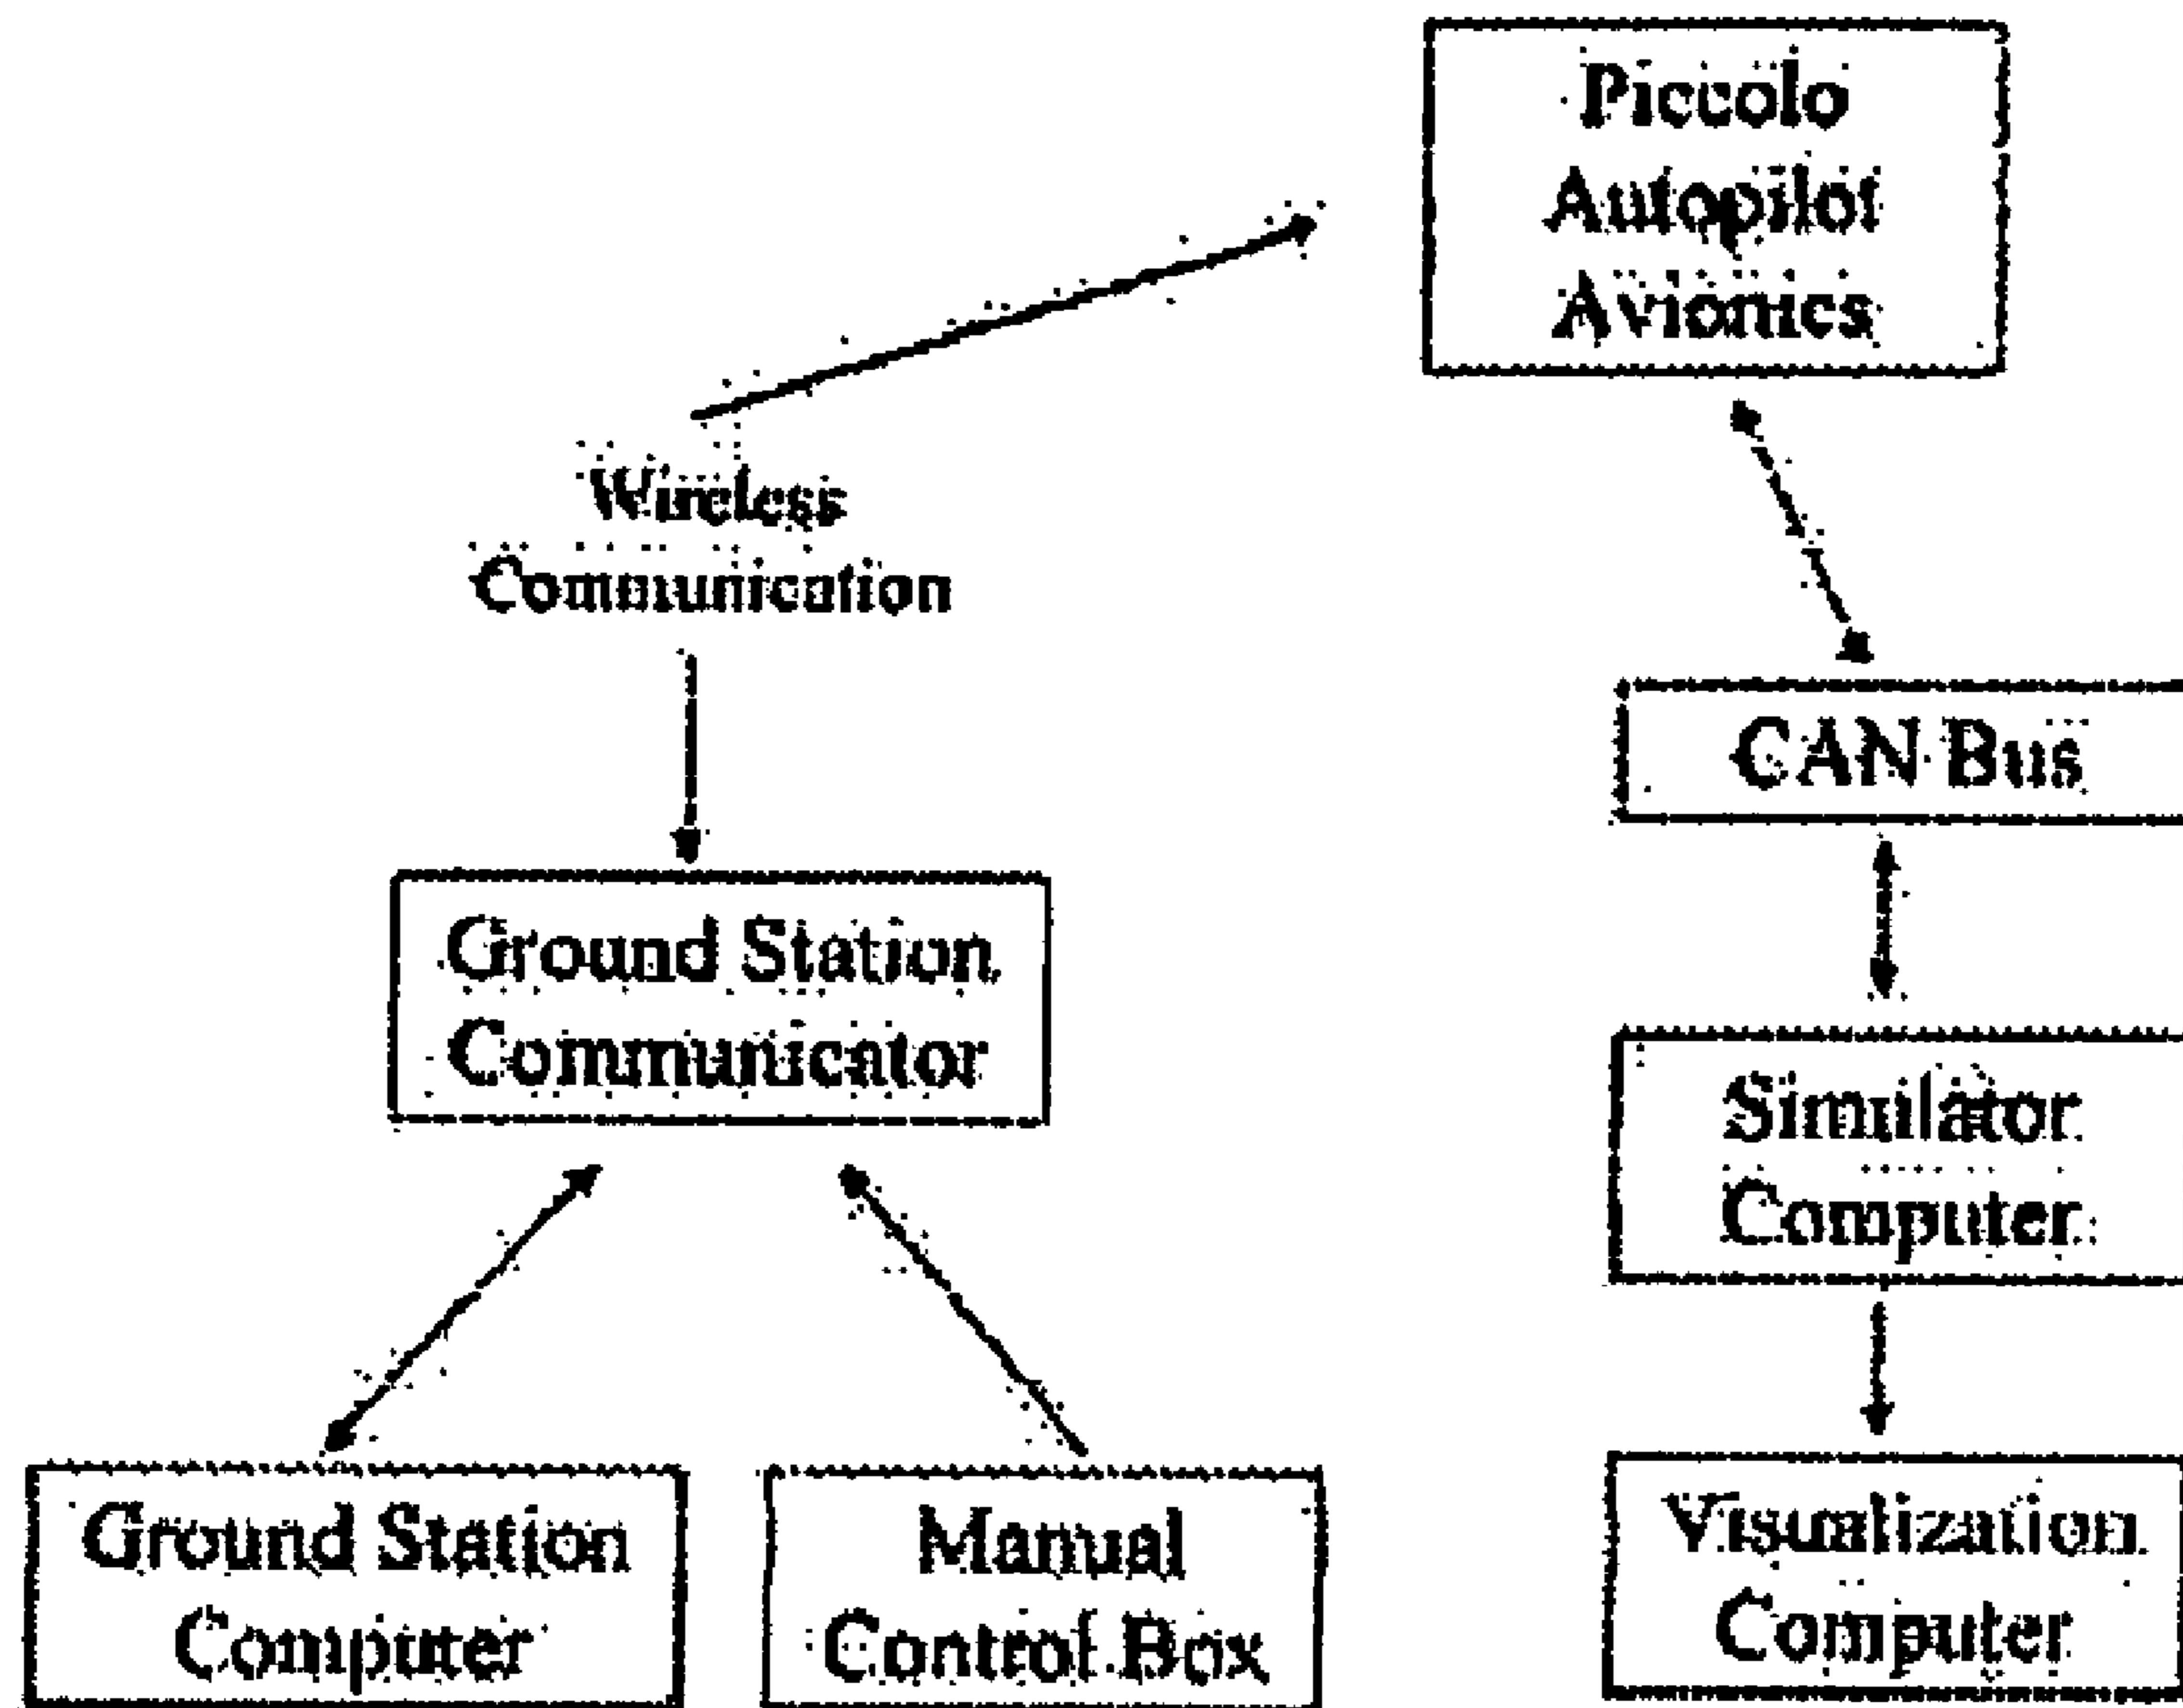 Piccolo
Autopilot
Avionics
Wireless
Communication
CAN Bus
Ground Station
Communicator
Simulator
Computer
Ground Station
Computer
Manual
Control Box
Visualization
Computer